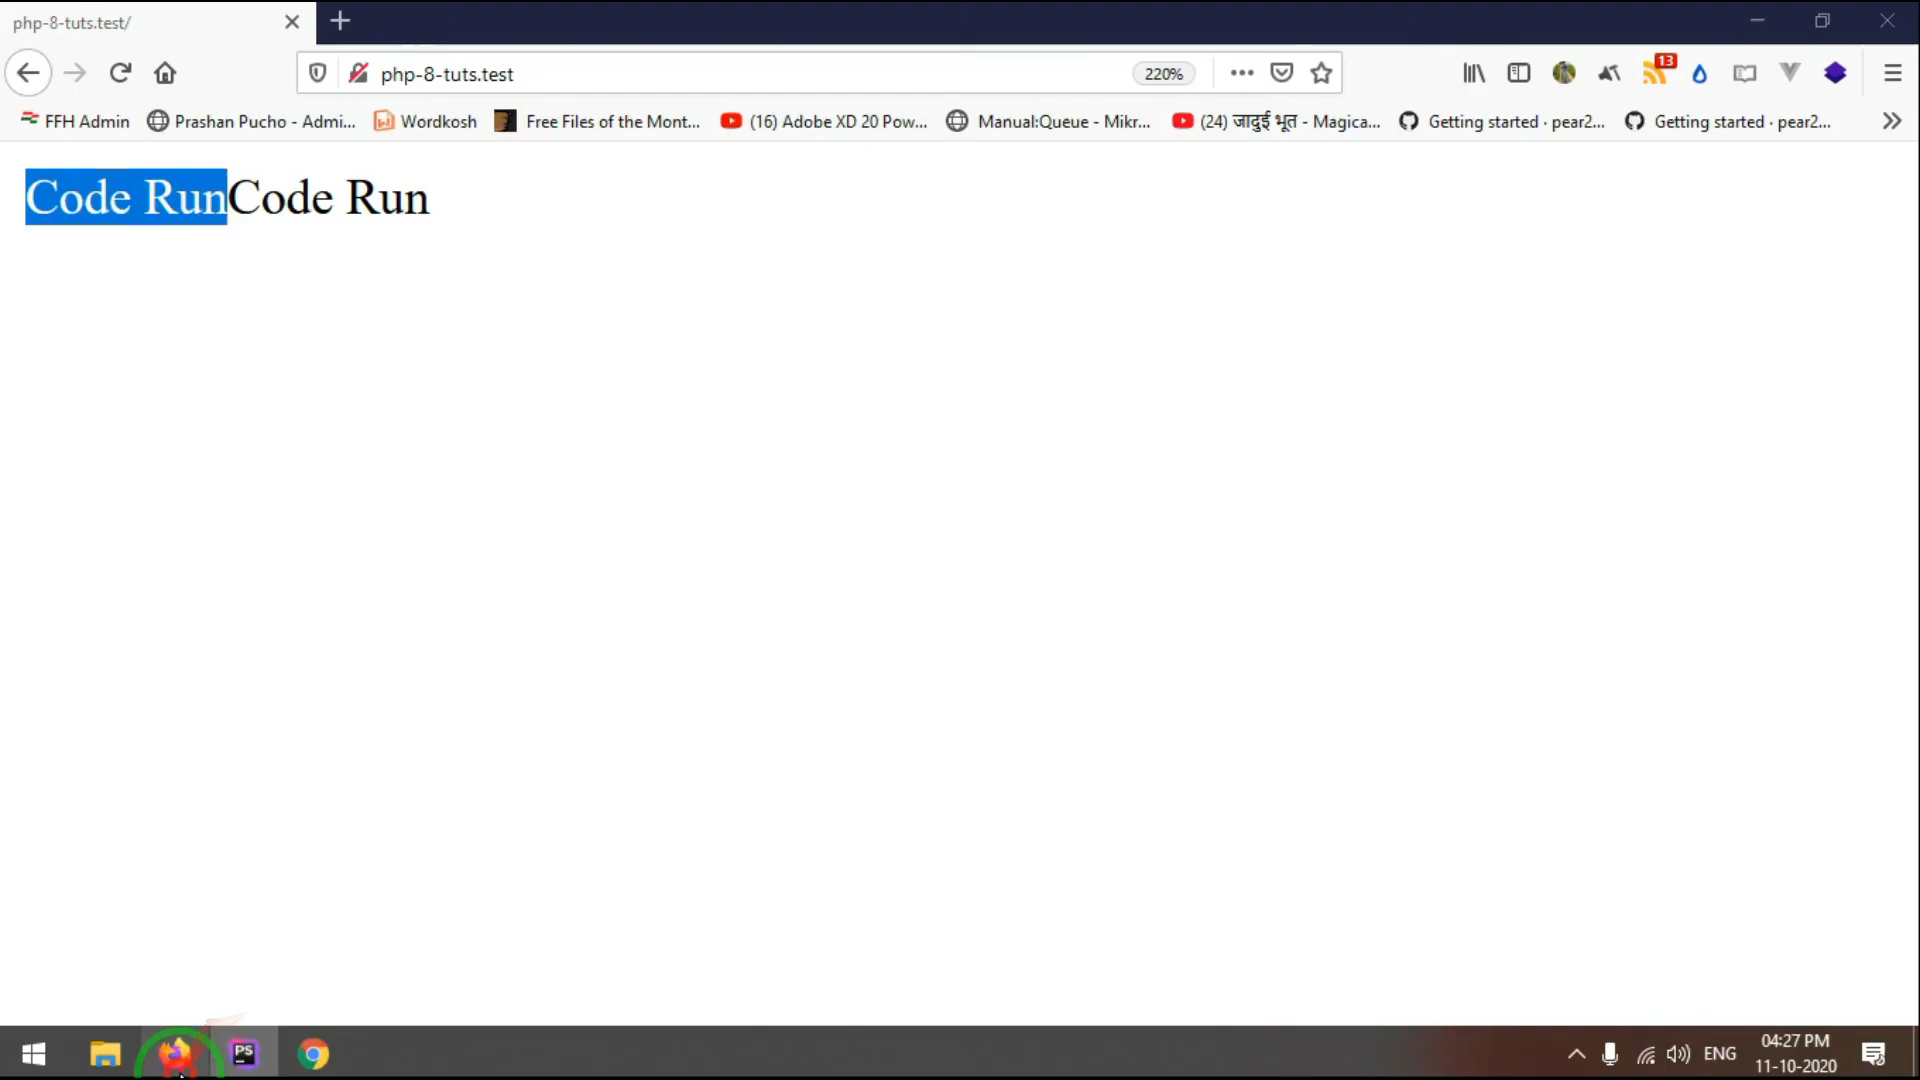 php-8-tuts.test/
php-8-tuts.test
220%
13
FFH Admin Prashan Pucho - Admi... Wordkosh Free Files of the Mont... (16) Adobe XD 20 Pow... Manual:Queue - Mikr... (24) जादुई भूत - Magica... Getting started · pear2... Getting started · pear2...
Code RunCode Run
PS
ENG
04:27 PM
11-10-2020